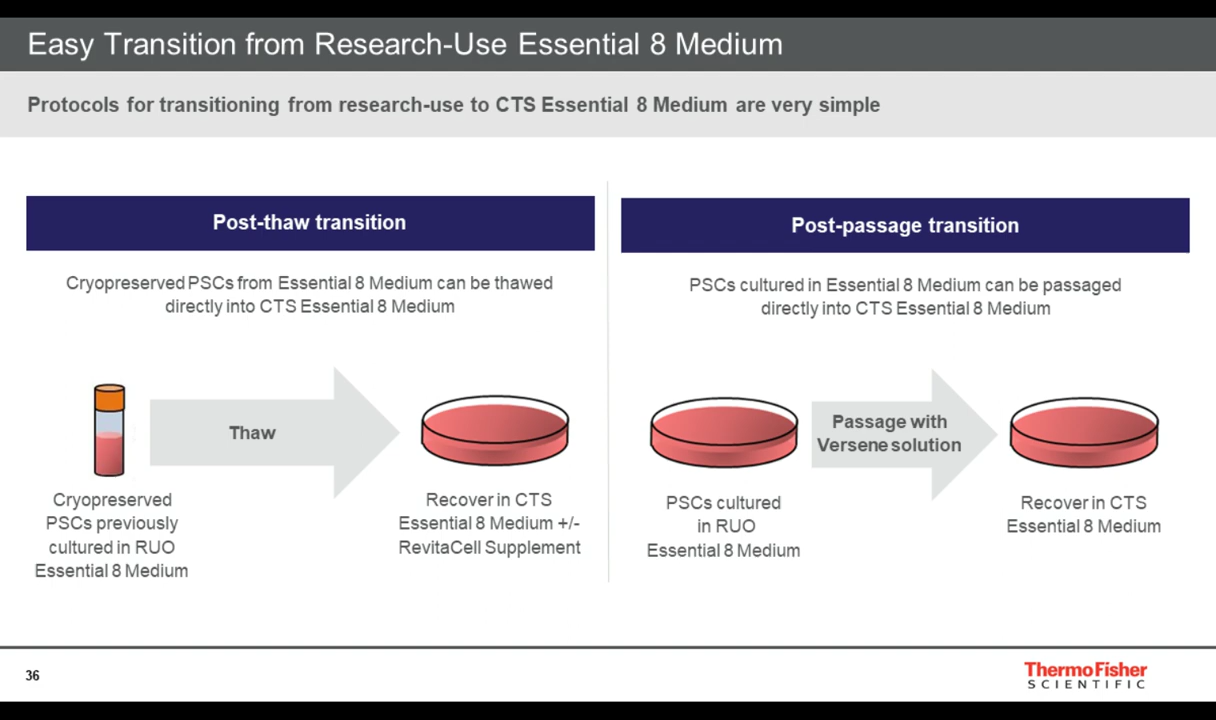 Easy Transition from Research-Use Essential 8 Medium
Protocols for transitioning from research-use to CTS Essential 8 Medium are very simple
Post-thaw transition
Cryopreserved PSCs from Essential 8 Medium can be thawed
directly into CTS Essential 8 Medium
Thaw
Cryopreserved
PSCs previously
cultured in RUO
Essential 8 Medium
Recover in CTS
Essential 8 Medium +/-
RevitaCell Supplement
Post-passage transition
PSCs cultured in Essential 8 Medium can be passaged
directly into CTS Essential 8 Medium
Passage with
Versene solution
PSCs cultured
in RUO
Essential 8 Medium
Recover in CTS
Essential 8 Medium
36
ThermoFisher
SCIENTIFIC